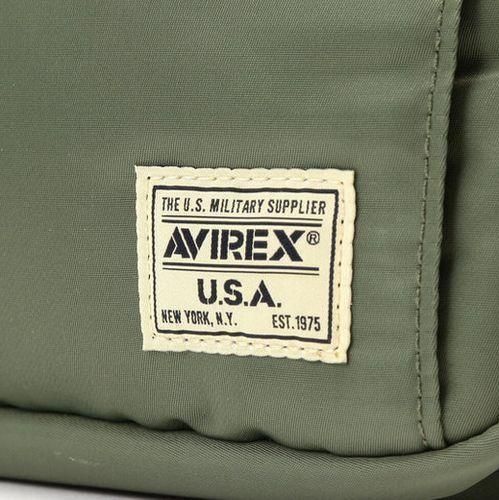 THE U.S. MILITARY SUPPLIER
AVIREX®
U.S.A.
NEW YORK, N.Y. EST.1975